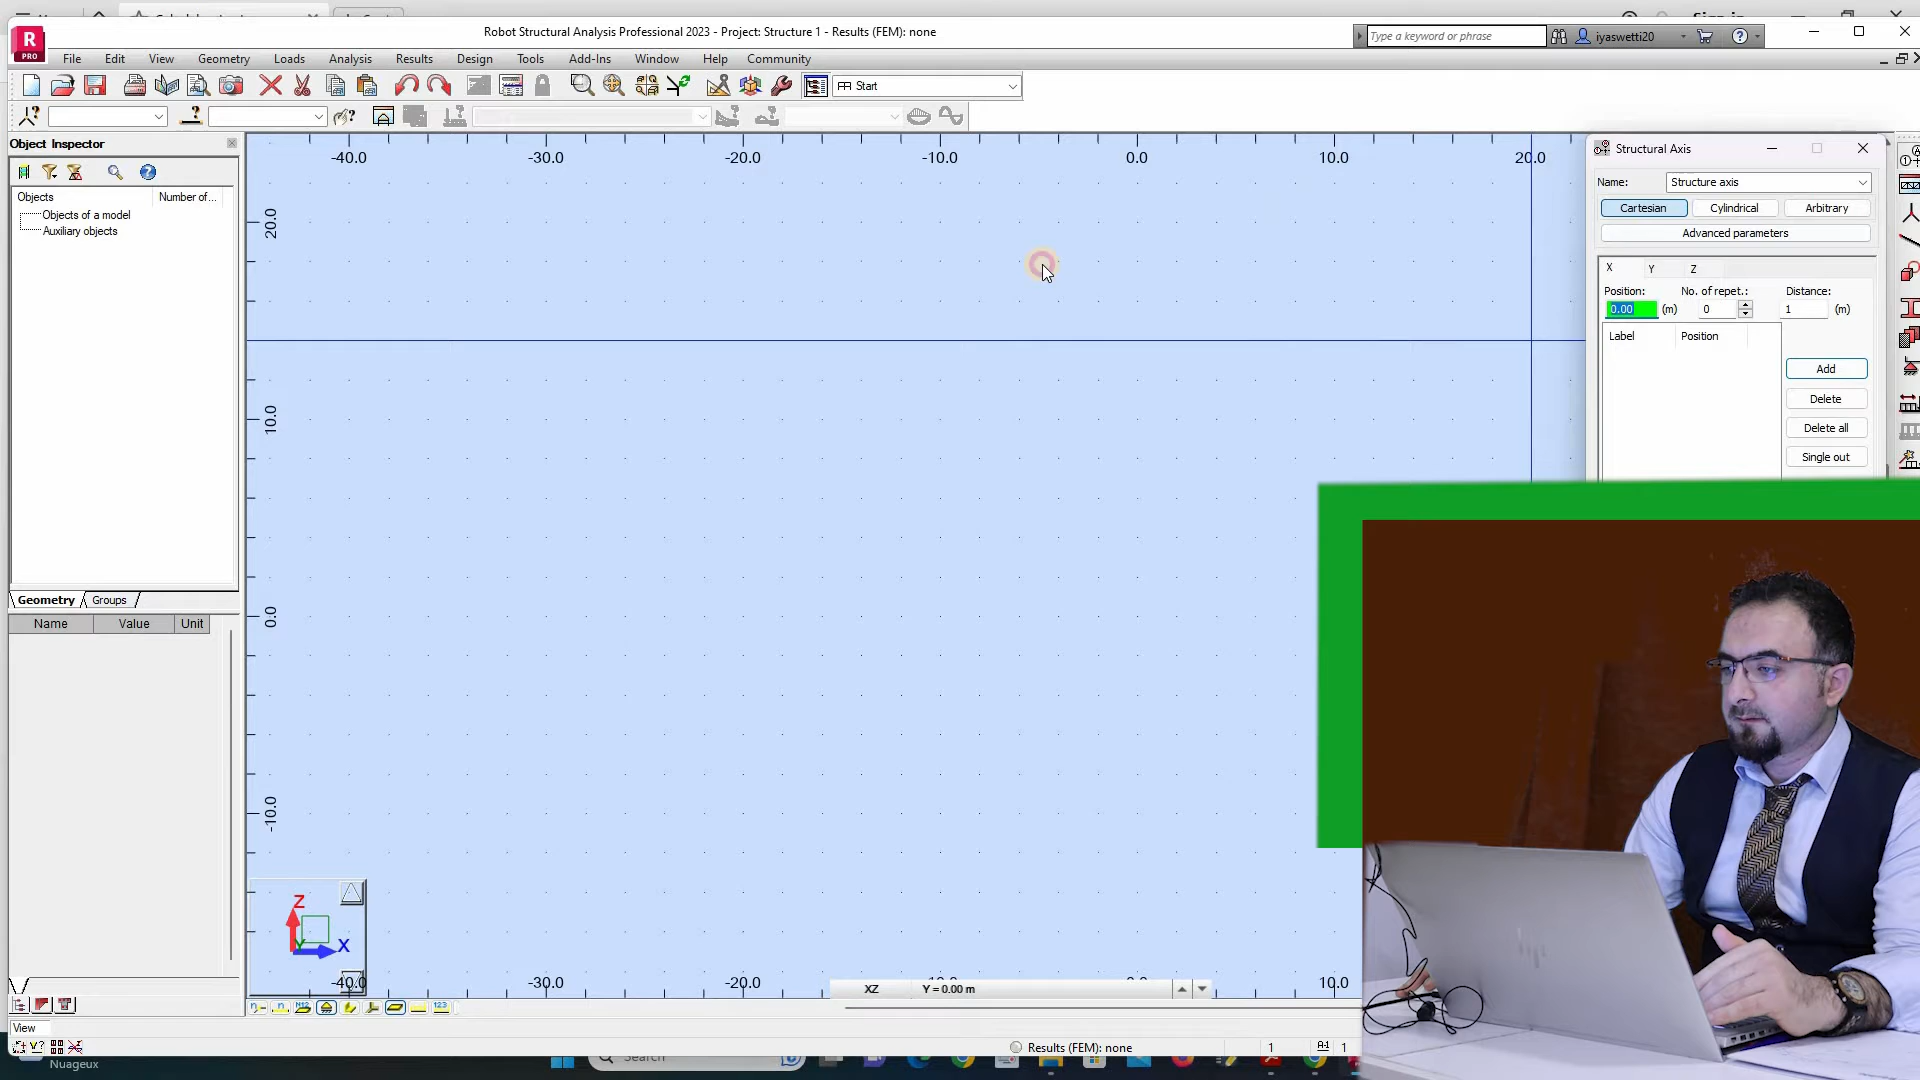 Robot Structural Analysis Professional 2023 - Project: Structure 1 - Results (FEM): none
Type a keyword or phrase
iyaswetti20
R
PRO
File Edit View Geometry Loads Analysis Results Design Tools Add-Ins Window Help Community
Start
Object Inspector
Objects Number of...
Objects of a model
Auxiliary objects
Geometry Groups
Name Value Unit
-40.0 -30.0 -20.0 -10.0 0.0 10.0 20.0
20.0
10.0
0.0
-10.0
Structural Axis
Name: Structure axis
Cartesian Cylindrical Arbitrary
Advanced parameters
X Y Z
Position: No. of repet.: Distance:
0.00 (m) 0 1 (m)
Label Position
Add
Delete
Delete all
Single out
Z
Y
X
-40.0 -30.0 -20.0 10.0
XZ Y = 0.00 m
View
Results (FEM): none 1 1
Search
Nuageux